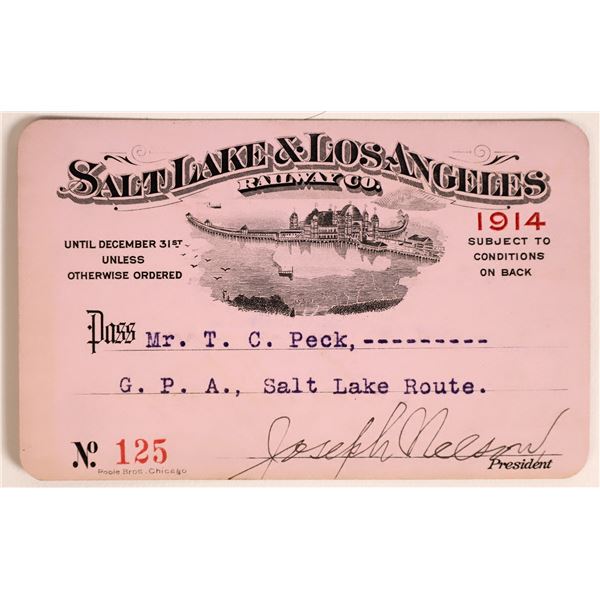 SALT LAKE & LOS ANGELES
RAILWAY CO.
1914
UNTIL DECEMBER 31ST
UNLESS
OTHERWISE ORDERED
SUBJECT TO
CONDITIONS
ON BACK
Pass Mr. T. C. Peck,---------
G. P. A., Salt Lake Route.
No. 125
Joseph Nelson,
President
Poole Bros. Chicago